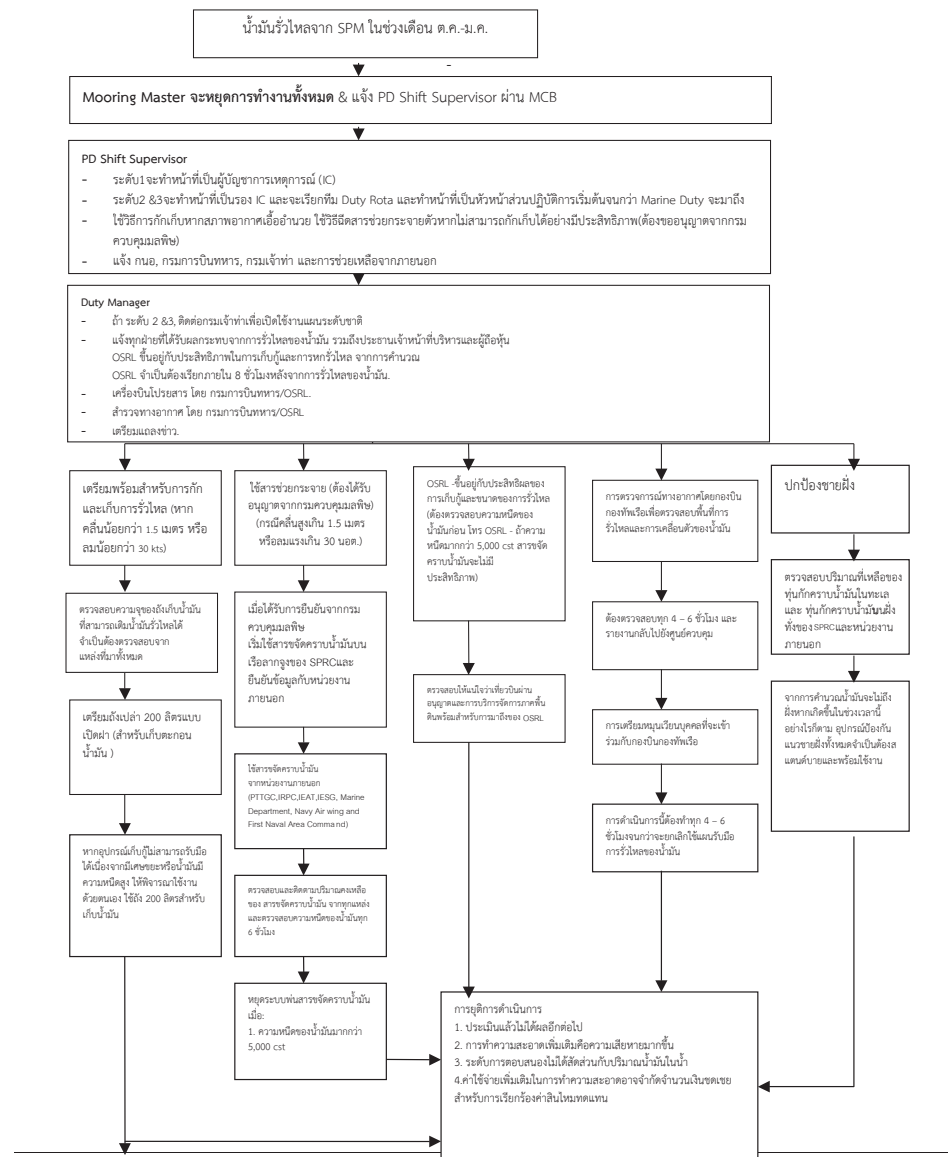 น้ำมันรั่วไหลจาก SPM ในช่วงเดือน ต.ค.-ม.ค.
Mooring Master จะหยุดการทำงานทั้งหมด & แจ้ง PD Shift Supervisor ผ่าน MCB
PD Shift Supervisor
- ระดับ1จะทำหน้าที่เป็นผู้บัญชาการเหตุการณ์ (IC)
- ระดับ2 &3จะทำหน้าที่เป็นรอง IC และจะเรียกทีม Duty Rota และทำหน้าที่เป็นหัวหน้าส่วนปฏิบัติการเริ่มต้นจนกว่า Marine Duty จะมาถึง
- ใช้วิธีการกักเก็บหากสภาพอากาศเอื้ออำนวย ใช้วิธีฉีดสารช่วยกระจายตัวหากไม่สามารถกักเก็บได้อย่างมีประสิทธิภาพ(ต้องขออนุญาตจากกรม
ควบคุมมลพิษ)
- แจ้ง กนอ, กรมการบินทหาร, กรมเจ้าท่า และการช่วยเหลือจากภายนอก
Duty Manager
- ถ้า ระดับ 2 &3, ติดต่อกรมเจ้าท่าเพื่อเปิดใช้งานแผนระดับชาติ
- แจ้งทุกฝ่ายที่ได้รับผลกระทบจากการรั่วไหลของน้ำมัน รวมถึงประธานเจ้าหน้าที่บริหารและผู้ถือหุ้น
OSRL ขึ้นอยู่กับประสิทธิภาพในการเก็บกู้และการหกรั่วไหล จากการคำนวณ
OSRL จำเป็นต้องเรียกภายใน 8 ชั่วโมงหลังจากการรั่วไหลของน้ำมัน.
- เครื่องบินโปรยสาร โดย กรมการบินทหาร/OSRL.
- สำรวจทางอากาศ โดย กรมการบินทหาร/OSRL
- เตรียมแถลงข่าว.
เตรียมพร้อมสำหรับการกัก
และเก็บการรั่วไหล (หาก
คลื่นน้อยกว่า 1.5 เมตร หรือ
ลมน้อยกว่า 30 kts)
ตรวจสอบความจุของถังเก็บน้ำมัน
ที่สามารถเติมน้ำมันรั่วไหลได้
จำเป็นต้องตรวจสอบจาก
แหล่งที่มาทั้งหมด
เตรียมถังเปล่า 200 ลิตรแบบ
เปิดฝา (สำหรับเก็บตะกอน
น้ำมัน )
หากอุปกรณ์เก็บกู้ไม่สามารถรับมือ
ได้เนื่องจากมีเศษขยะหรือน้ำมันมี
ความหนืดสูง ให้พิจารณาใช้งาน
ด้วยตนเอง ใช้ถัง 200 ลิตรสำหรับ
เก็บน้ำมัน
ใช้สารช่วยกระจาย (ต้องได้รับ
อนุญาตจากกรมควบคุมมลพิษ)
(กรณีคลื่นสูงเกิน 1.5 เมตร
หรือลมแรงเกิน 30 นอต.)
เมื่อได้รับการยืนยันจากกรม
ควบคุมมลพิษ
เริ่มใช้สารขจัดคราบน้ำมันบน
เรือลากจูงของ SPRCและ
ยืนยันข้อมูลกับหน่วยงาน
ภายนอก
ใช้สารขจัดคราบน้ำมัน
จากหน่วยงานภายนอก
(PTTGC,IRPC,IEAT,IESG, Marine
Department, Navy Air wing and
First Naval Area Command)
ตรวจสอบและติดตามปริมาณคงเหลือ
ของ สารขจัดคราบน้ำมัน จากทุกแหล่ง
และตรวจสอบความหนืดของน้ำมันทุก
6 ชั่วโมง
หยุดระบบพ่นสารขจัดคราบน้ำมัน
เมื่อ:
1. ความหนืดของน้ำมันมากกว่า
5,000 cst
OSRL -ขึ้นอยู่กับประสิทธิผลของ
การเก็บกู้และขนาดของการรั่วไหล
(ต้องตรวจสอบความหนืดของ
น้ำมันก่อน โทร OSRL - ถ้าความ
หนืดมากกว่า 5,000 cst สารขจัด
คราบน้ำมันจะไม่มี
ประสิทธิภาพ)
ตรวจสอบให้แน่ใจว่าเที่ยวบินผ่าน
อนุญาตและการบริการจัดการภาคพื้น
ดินพร้อมสำหรับการมาถึงของ OSRL
การตรวจการณ์ทางอากาศโดยกองบิน
กองทัพเรือเพื่อตรวจสอบพื้นที่การ
รั่วไหลและการเคลื่อนตัวของน้ำมัน
ต้องตรวจสอบทุก 4 – 6 ชั่วโมง และ
รายงานกลับไปยังศูนย์ควบคุม
การเตรียมหมุนเวียนบุคคลที่จะเข้า
ร่วมกับกองบินกองทัพเรือ
การดำเนินการนี้ต้องทำทุก 4 – 6
ชั่วโมงจนกว่าจะยกเลิกใช้แผนรับมือ
การรั่วไหลของน้ำมัน
ปกป้องชายฝั่ง
ตรวจสอบปริมาณที่เหลือของ
ทุ่นกักคราบน้ำมันในทะเล
และ ทุ่นกักคราบน้ำมันนฝั่ง
ทั้งของ SPRCและหน่วยงาน
ภายนอก
จากการคำนวณน้ำมันจะไม่ถึง
ฝั่งหากเกิดขึ้นในช่วงเวลานี้
อย่างไรก็ตาม อุปกรณ์ป้องกัน
แนวชายฝั่งทั้งหมดจำเป็นต้องส
แตนด์บายและพร้อมใช้งาน
การยุติการดำเนินการ
1. ประเมินแล้วไม่ได้ผลอีกต่อไป
2. การทำความสะอาดเพิ่มเติมคือความเสียหายมากขึ้น
3. ระดับการตอบสนองไม่ได้สัดส่วนกับปริมาณน้ำมันในน้ำ
4.ค่าใช้จ่ายเพิ่มเติมในการทำความสะอาดอาจจำกัดจำนวนเงินชดเชย
สำหรับการเรียกร้องค่าสินไหมทดแทน